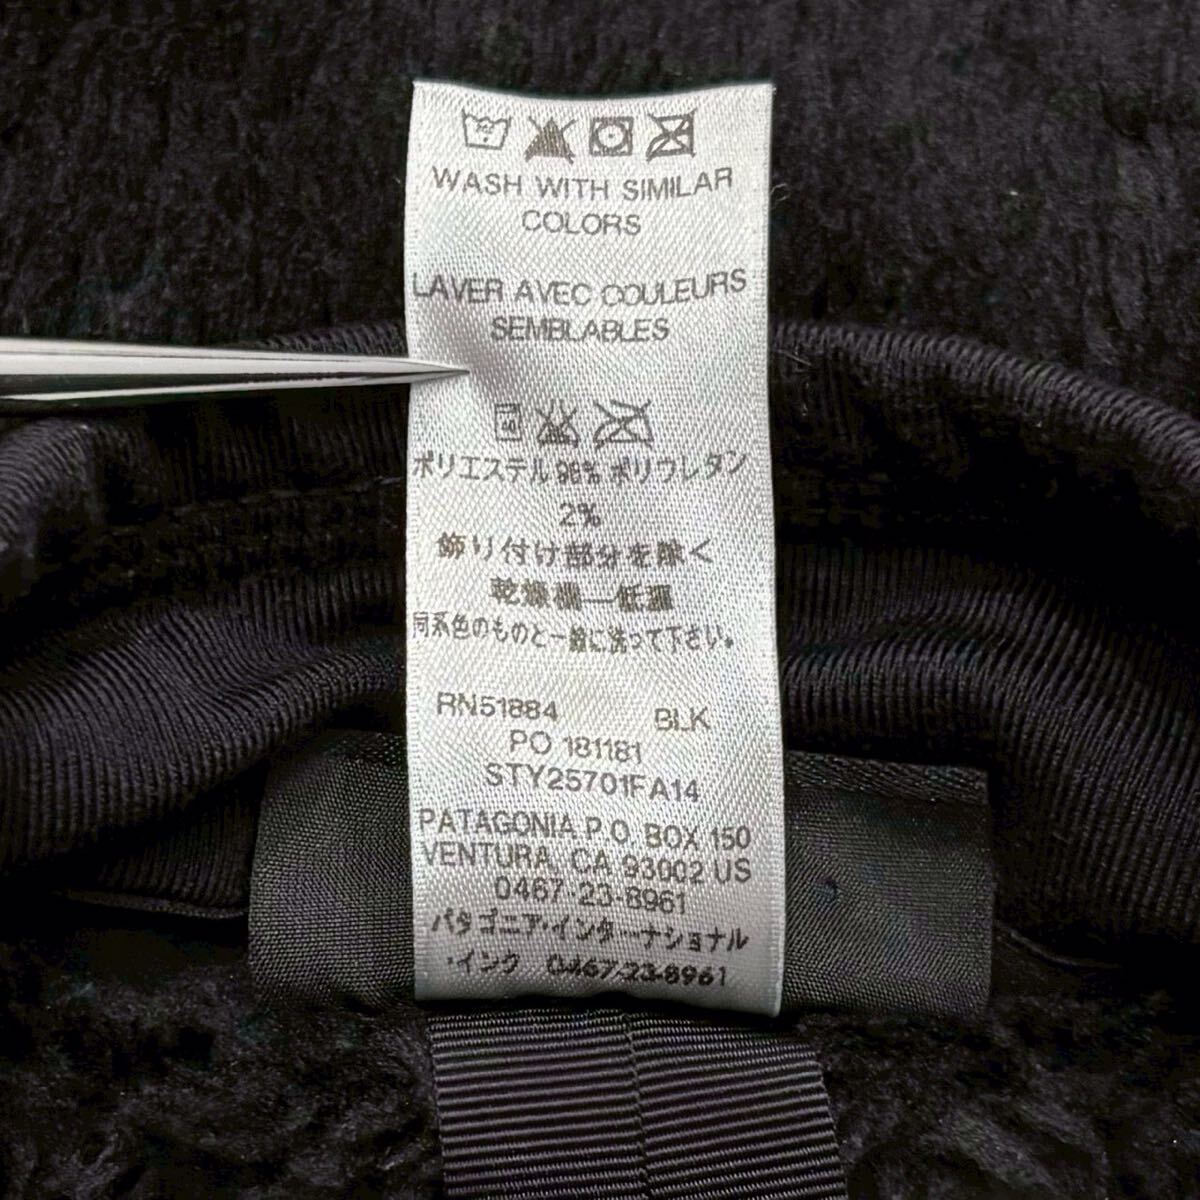 WASH WITH SIMILAR
COLORS
LAVER AVEC COULEURS
SEMBLABLES
ポリエステル 98% ポリウレタン
2%
飾り付け部分を除く
乾燥機―低温
同系色のものと一緒に洗って下さい。
RN51884 BLK
PO 181181
STY25701FA14
PATAGONIA P.O. BOX 150
VENTURA, CA 93002 US
0467-23-8961
パタゴニア・インターナショナル
・インク 0467-23-8961